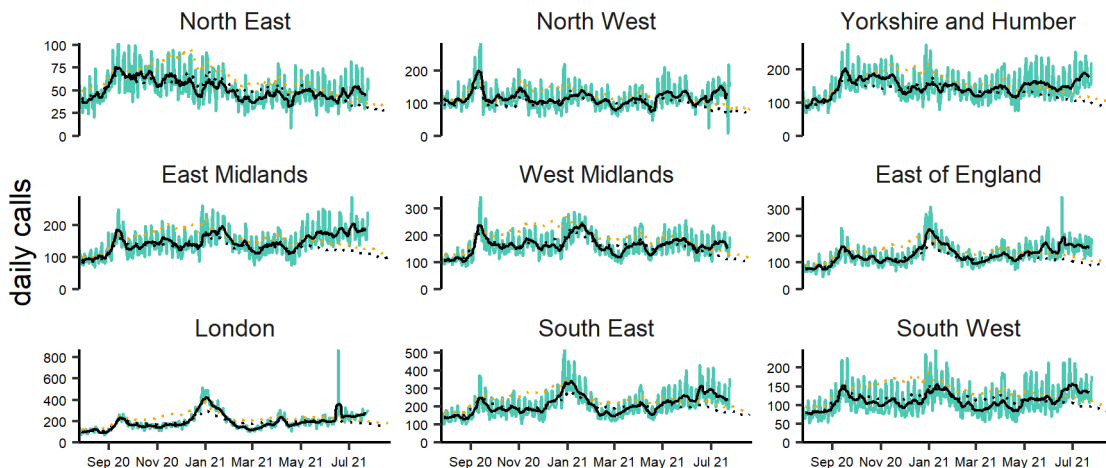 North East
North West
Yorkshire and Humber
100
75
50
25
0
200
100
0
200
100
0
East Midlands
West Midlands
East of England
daily calls
200
100
0
300
200
100
0
300
200
100
0
London
South East
South West
800
600
400
200
0
500
400
300
200
100
0
200
150
100
50
0
Sep 20 Nov 20 Jan 21 Mar 21 May 21 Jul 21
Sep 20 Nov 20 Jan 21 Mar 21 May 21 Jul 21
Sep 20 Nov 20 Jan 21 Mar 21 May 21 Jul 21